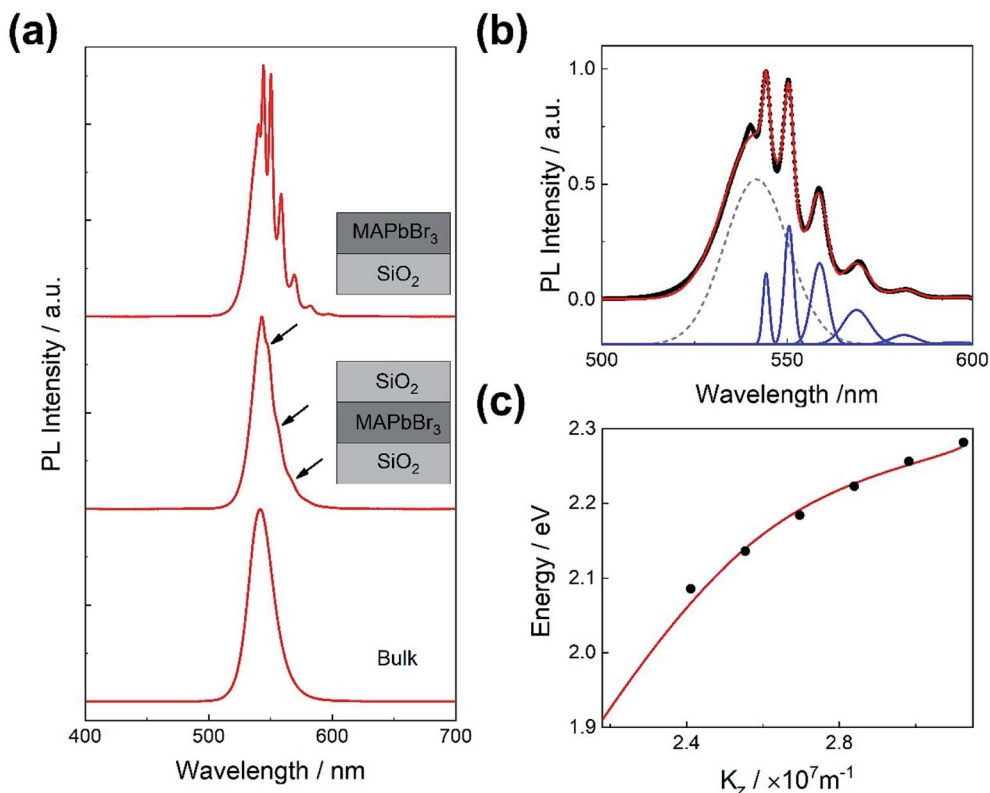 (a)
PL Intensity / a.u.
MAPbBr₃
SiO₂
SiO₂
MAPbBr₃
SiO₂
Bulk
400 500 600 700
Wavelength / nm
(b)
PL Intensity / a.u.
1.0
0.5
0.0
500 550 600
Wavelength /nm
(c)
Energy / eV
2.3
2.2
2.1
2.0
1.9
2.4 2.8
K_z / ×10⁷m⁻¹